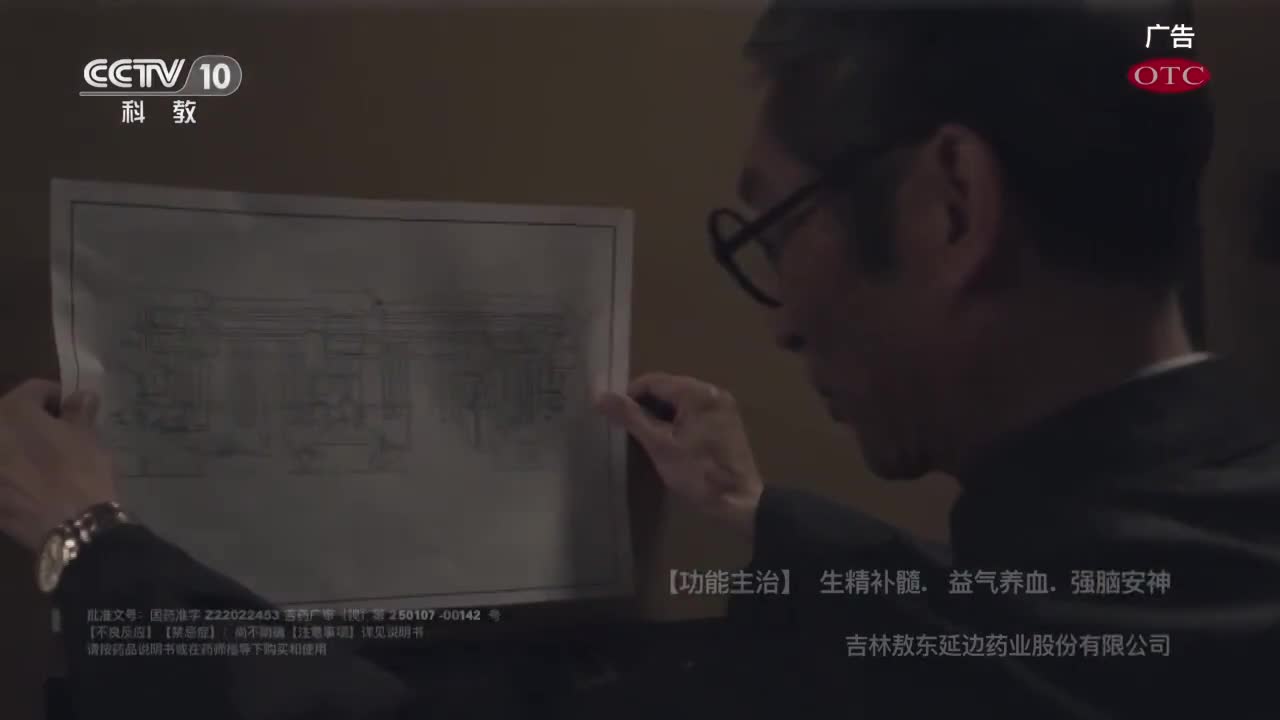 广告
CCTV 10
OTC
科教
【功能主治】 生精补髓. 益气养血. 强脑安神
批准文号：国药准字 Z22022453 吉药广审（视）第 250107-00142 号
【不良反应】【禁忌症】：尚不明确【注意事项】详见说明书
请按药品说明书或在药师指导下购买和使用
吉林敖东延边药业股份有限公司